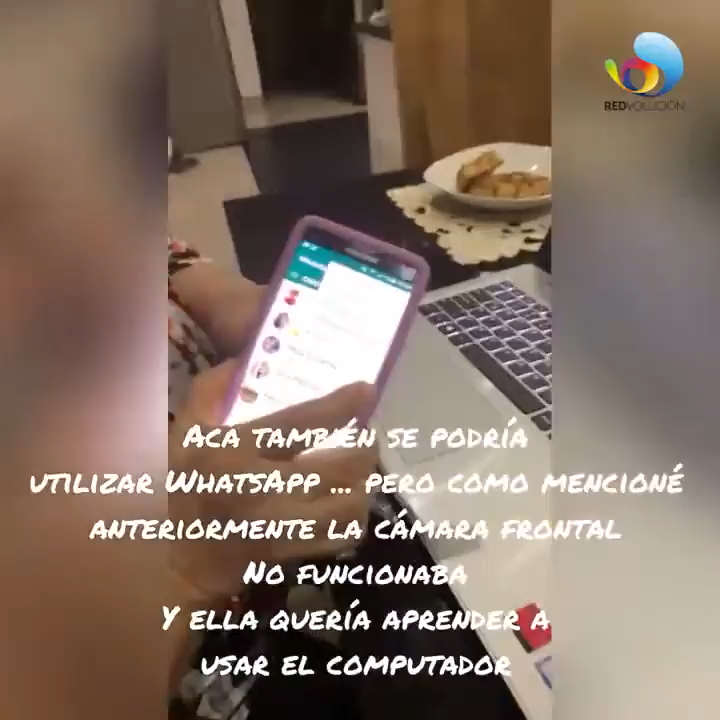 REDVOLUCIÓN
Aca también se podría
utilizar WhatsApp ... pero como mencioné
anteriormente la cámara frontal
No funcionaba
Y ella quería aprender a
usar el computador